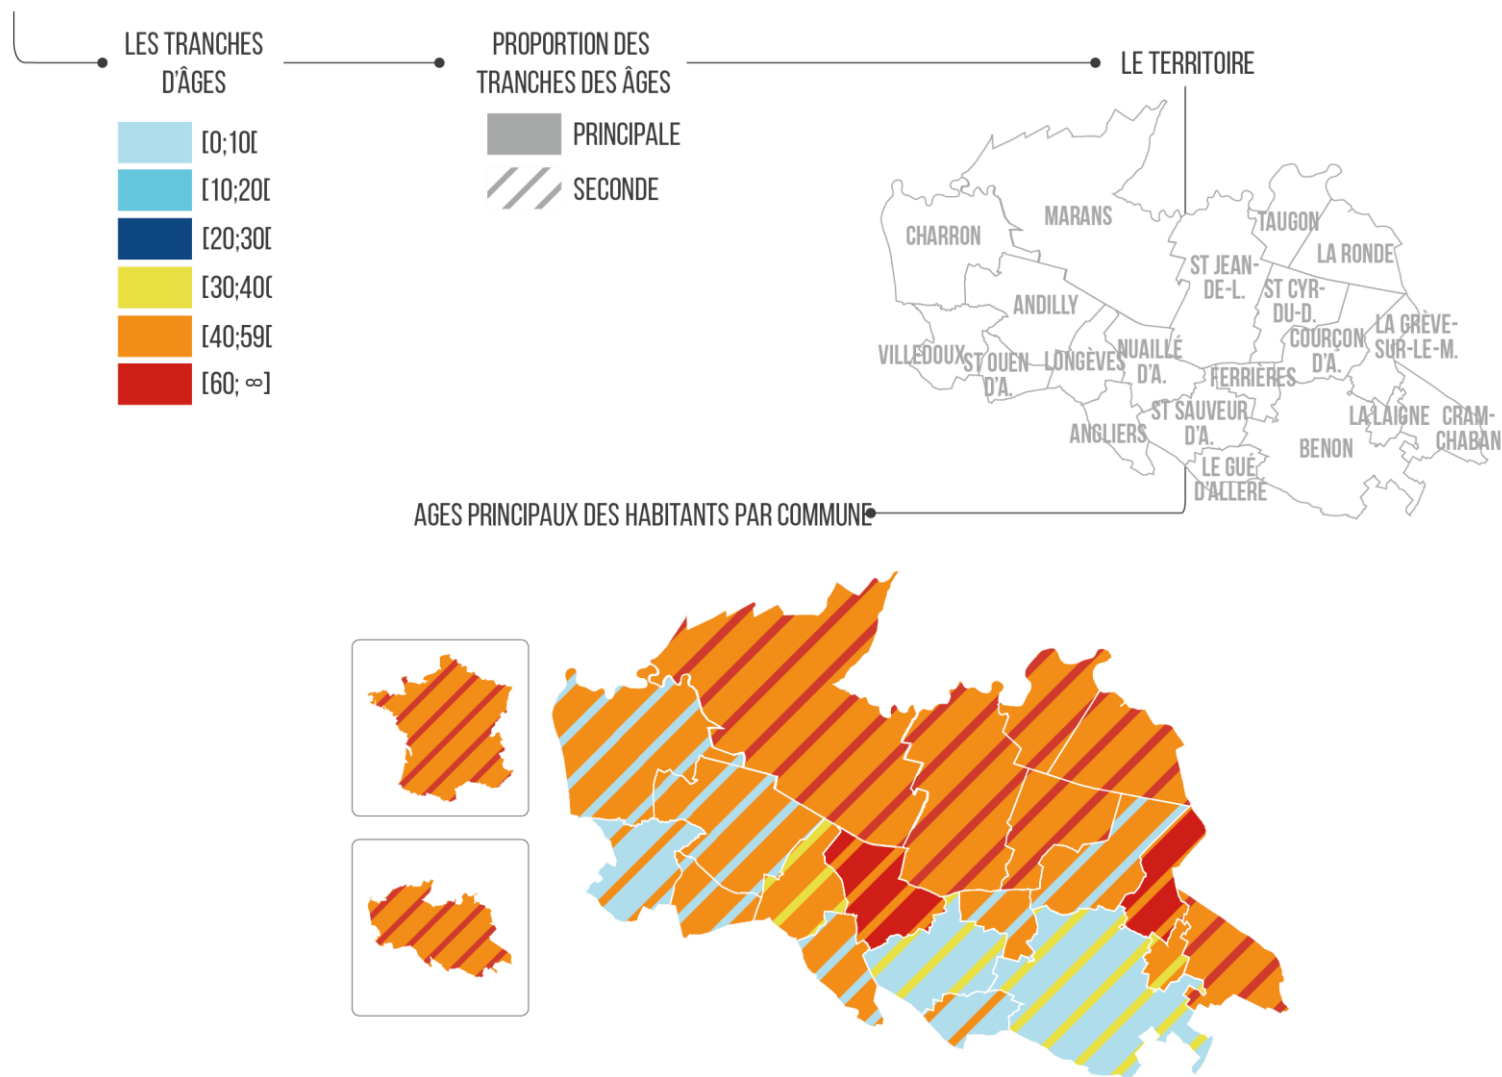 LES TRANCHES
D'ÂGES
[0;10[
[10;20[
[20;30[
[30;40[
[40;59[
[60; ∞]
PROPORTION DES
TRANCHES DES ÂGES
PRINCIPALE
SECONDE
LE TERRITOIRE
CHARRON
MARANS
TAUGON
LA RONDE
ST JEAN-
DE-L.
ST CYR-
DU-D.
ANDILLY
LA GRÈVE-
SUR-LE-M.
COURÇON
D'A.
VILLEDOUX
ST OUEN
D'A.
LONGÈVES
NUAILLÉ
D'A.
FERRIÈRES
ANGLIERS
ST SAUVEUR
D'A.
LA LAIGNE
CRAM-
CHABAN
BENON
LE GUÉ
D'ALLERÉ
AGES PRINCIPAUX DES HABITANTS PAR COMMUNE